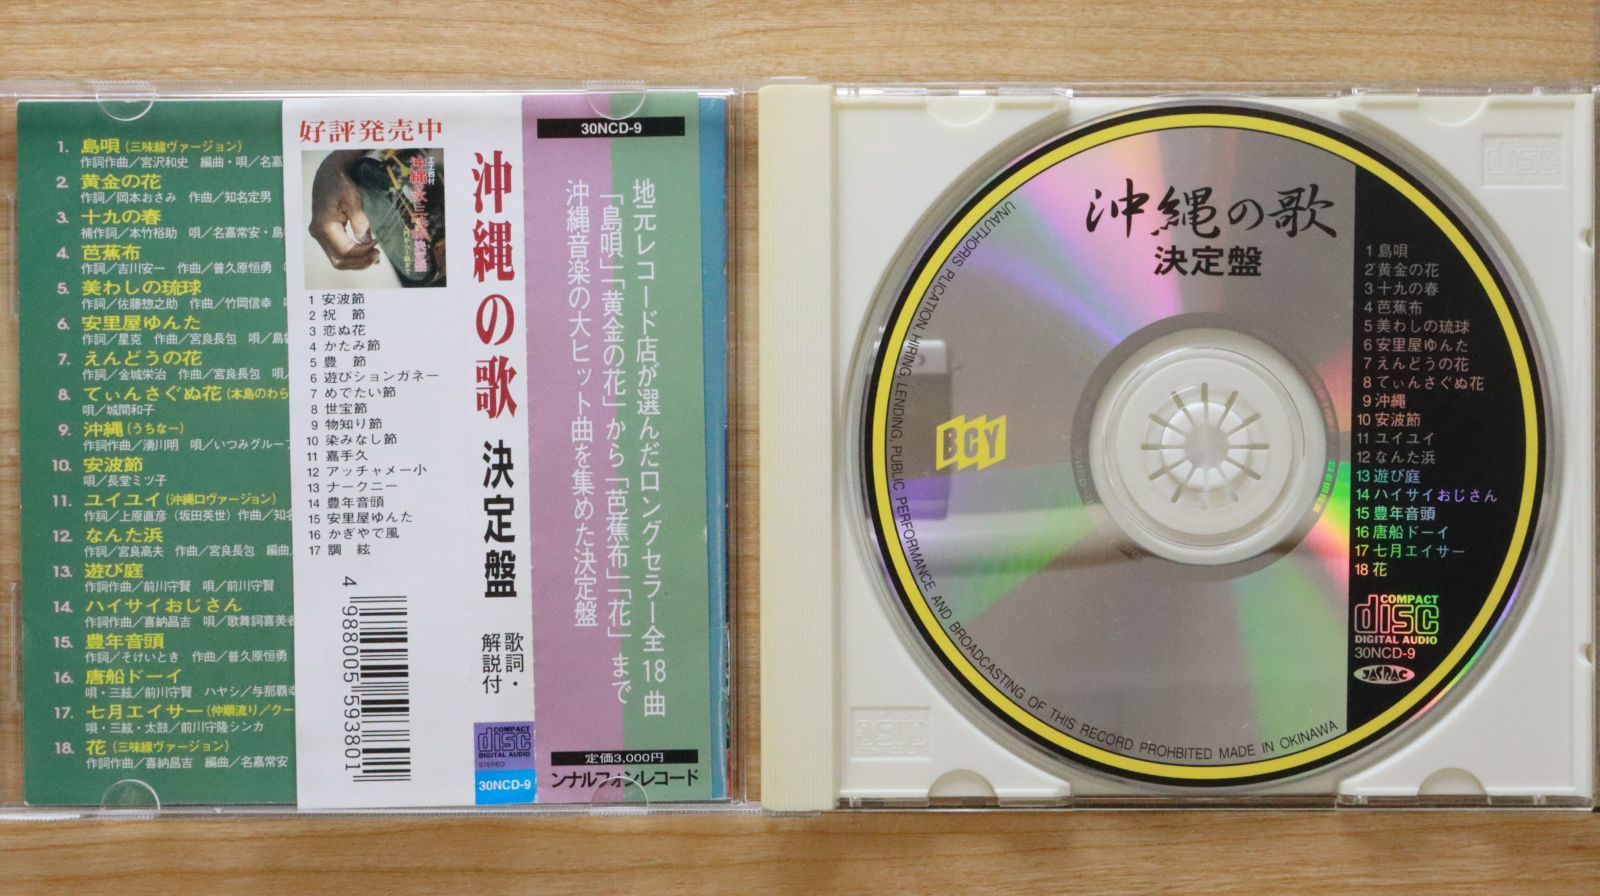 1. 島唄(三味線ヴァージョン)
作詞作曲／宮沢和史 編曲・唄／名嘉
2. 黄金の花
作詞／岡本おさみ 作曲／知名定男
3. 十九の春
補作詞／本竹裕助 唄／名嘉常安・島
4. 芭蕉布
作詞／吉川安一 作曲／普久原恒勇
5. 美わしの琉球
作詞／佐藤惣之助 作曲／竹岡信幸
6. 安里屋ゆんた
作詞／星克 作曲／宮良長包 唄／島
7. えんどうの花
作詞／金城栄治 作曲／宮良長包
8. てぃんさぐぬ花(本島のわら
唄／城間和子
9. 沖縄(うちなー)
作詞作曲／湧川明 唄／いつみグループ
10. 安波節
唄／長堂ミツ子
11. ユイユイ(沖縄口ヴァージョン)
作詞／上原直彦(坂田英世)作曲／知名
12. なんた浜
作詞／宮良高夫 作曲／宮良長包 編曲
13. 遊び庭
作詞作曲／前川守賢 唄／前川守賢
14. ハイサイおじさん
作詞作曲／喜納昌吉 唄／歌舞詞喜美
15. 豊年音頭
作詞／そけいとき 作曲／普久原恒勇
16. 唐船ドーイ
唄・三絃／前川守賢 ハヤシ／与那覇
17. 七月エイサー(仲順流り／クー
唄・三絃・太鼓／前川守隆シンカ
18. 花(三味線ヴァージョン)
作詞作曲／喜納昌吉 編曲／名嘉常安
好評発売中
工工四付
1 安波節
2 祝 節
3 恋ぬ花
4 かたみ節
5 豊 節
6 遊びションガネー
7 めでたい節
8 世宝節
9 物知り節
10 染みなし節
11 嘉手久
12 アッチャメー小
13 ナークニー
14 豊年音頭
15 安里屋ゆんた
16 かぎやで風
17 調 絃
4 988005 593801
沖縄の歌 決定盤
歌詞・
解説付
COMPACT
disc
DIGITAL AUDIO
STEREO
30NCD-9
30NCD-9
地元レコード店が選んだロングセラー全18曲
「島唄」「黄金の花」から「芭蕉布」「花」まで
沖縄音楽の大ヒット曲を集めた決定盤
定価3,000円
ンナルフォンレコード
沖縄の歌
決定盤
1 島唄
2 黄金の花
3 十九の春
4 芭蕉布
5 美わしの琉球
6 安里屋ゆんた
7 えんどうの花
8 てぃんさぐぬ花
9 沖縄
10 安波節
11 ユイユイ
12 なんた浜
13 遊び庭
14 ハイサイおじさん
15 豊年音頭
16 唐船ドーイ
17 七月エイサー
18 花
BCY
COMPACT
disc
DIGITAL AUDIO
30NCD-9
JASRAC
UNAUTHORIS PLICATION, HIRING, LENDING, PUBLIC PERFORMANCE AND BROADCASTING OF THIS RECORD PROHBITED MADE IN OKINAWA